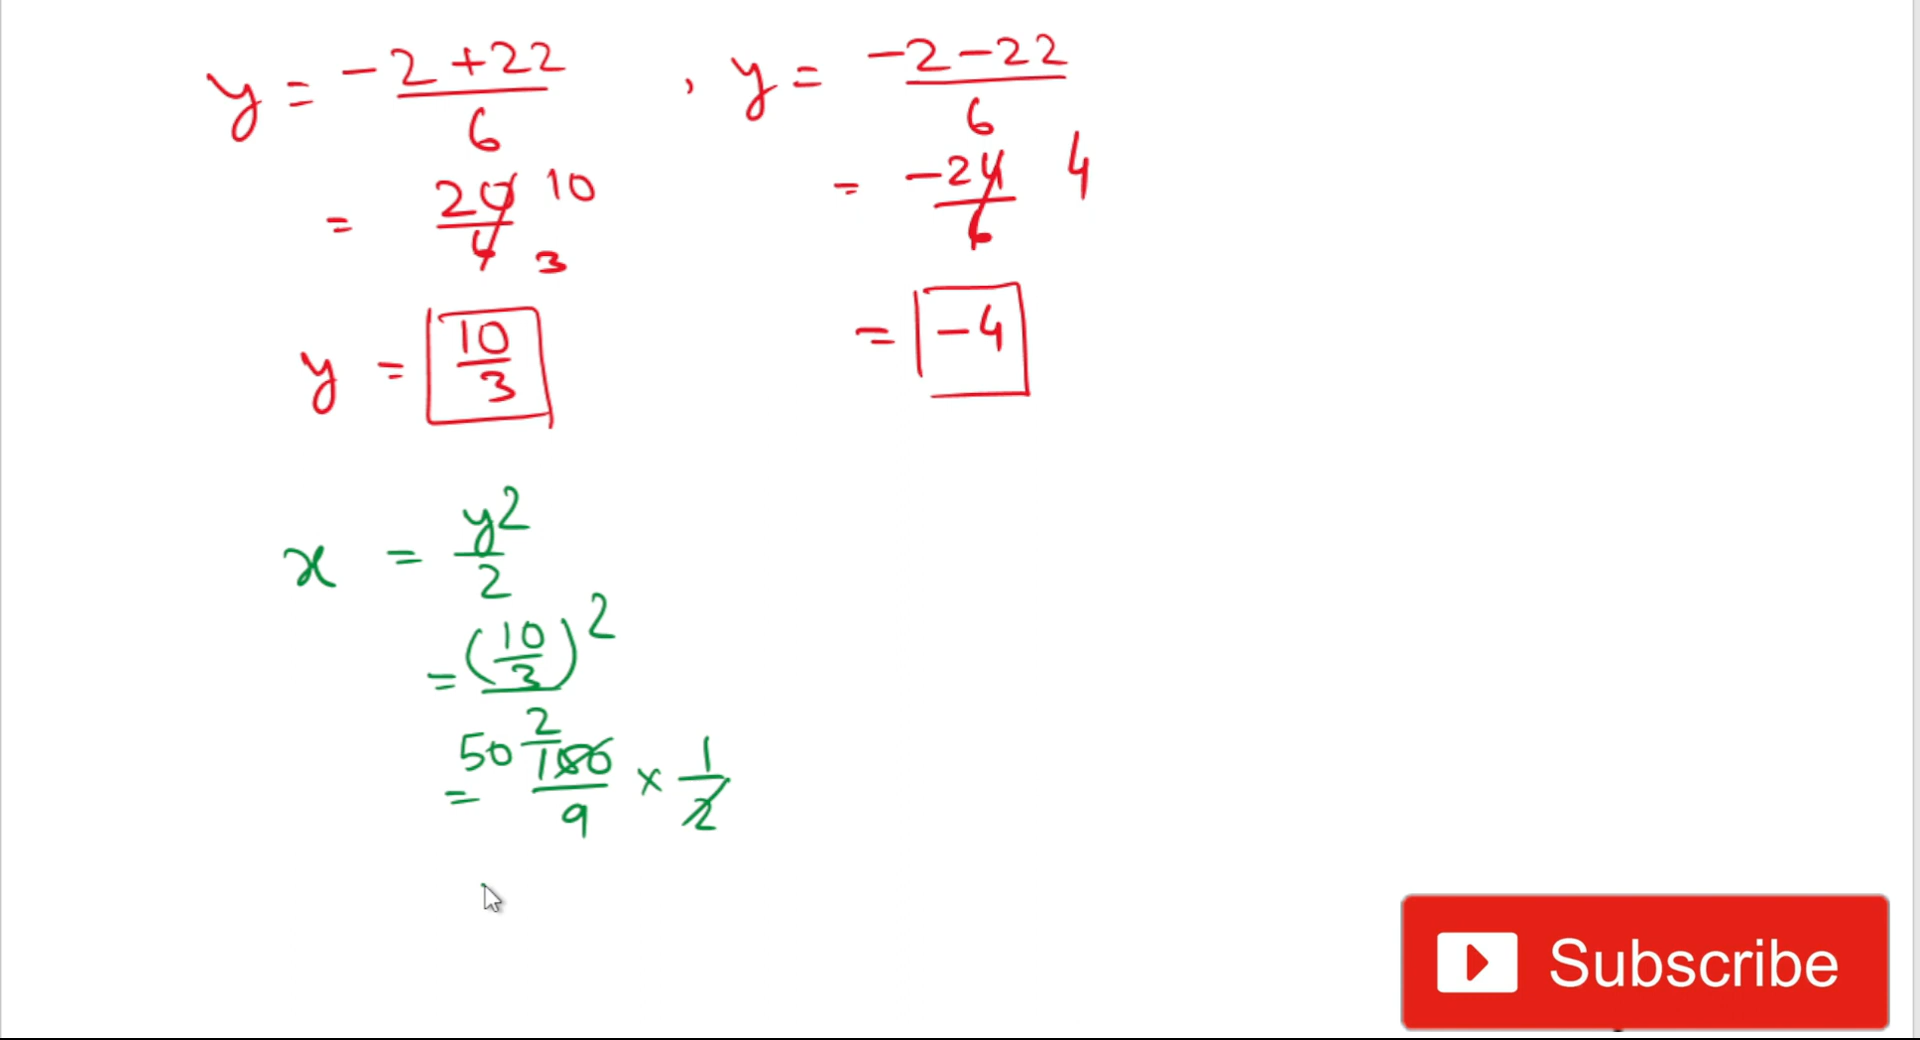 y = -2+22/6 , y = -2-22/6
= 20/4 10 3 = -24/6 4
y = 10/3 = -4
x = y2/2
= (10/3)2/2
= 50 100/9 × 1/2
Subscribe